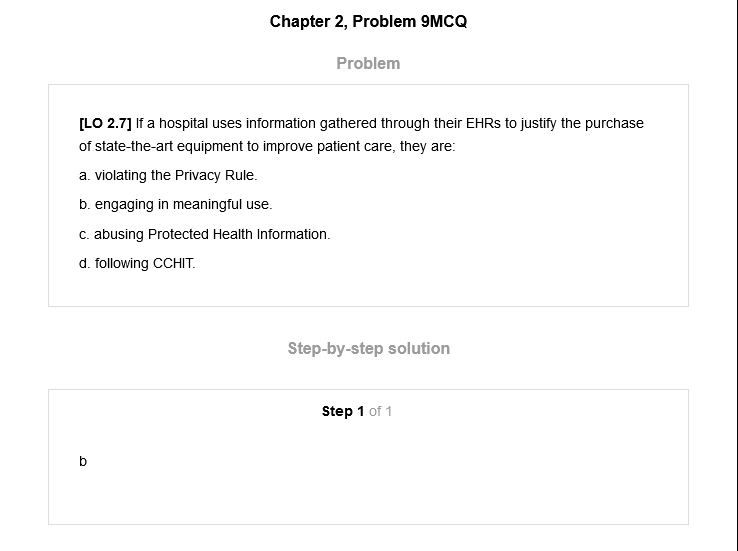 Chapter 2, Problem 9MCQ
Problem
[LO 2.7] If a hospital uses information gathered through their EHRs to justify the purchase
of state-the-art equipment to improve patient care, they are:
a. violating the Privacy Rule.
b. engaging in meaningful use.
c. abusing Protected Health Information.
d. following CCHIT.
Step-by-step solution
Step 1 of 1
b